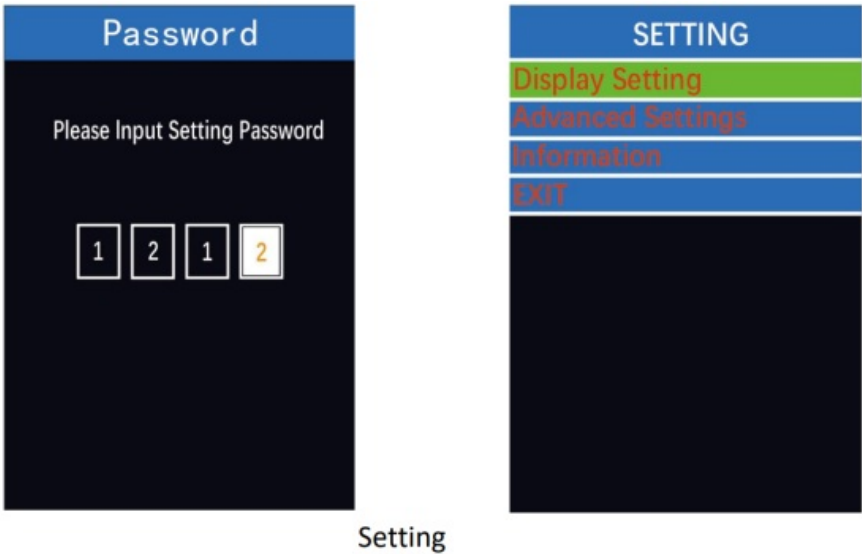 Password
Please Input Setting Password
1 2 1 2
SETTING
Display Setting
Advanced Settings
Information
EXIT
Setting